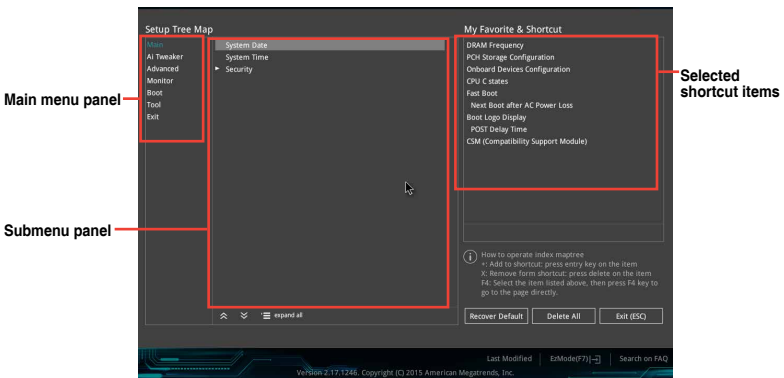 Setup Tree Map
Main
Ai Tweaker
Advanced
Monitor
Boot
Tool
Exit
System Date
System Time
Security
expand all
My Favorite & Shortcut
DRAM Frequency
PCH Storage Configuration
Onboard Devices Configuration
CPU C states
Fast Boot
Next Boot after AC Power Loss
Boot Logo Display
POST Delay Time
CSM (Compatibility Support Module)
How to operate index maptree
+: Add to shortcut: press entry key on the item
X: Remove form shortcut: press delete on the item
F4: Select the item listed above, then press F4 key to
go to the page directly.
Recover Default
Delete All
Exit (ESC)
Last Modified
EzMode(F7)
Search on FAQ
Version 2.17.1246. Copyright (C) 2015 American Megatrends, Inc.
Main menu panel
Submenu panel
Selected
shortcut items